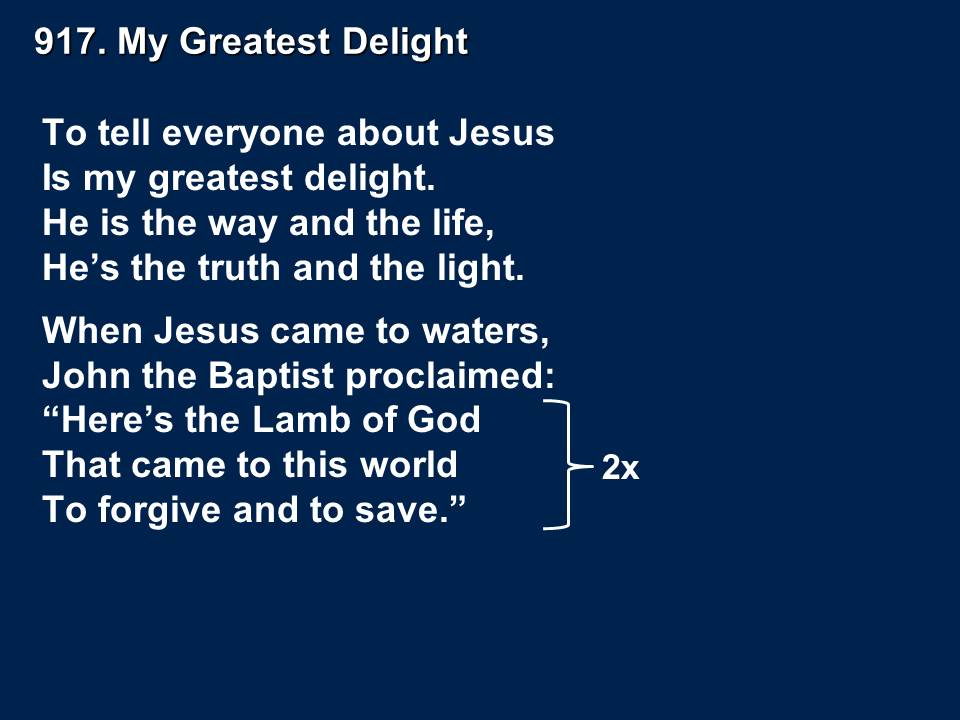 917. My Greatest Delight
To tell everyone about Jesus
Is my greatest delight.
He is the way and the life,
He’s the truth and the light.
When Jesus came to waters,
John the Baptist proclaimed:
“Here’s the Lamb of God
That came to this world
To forgive and to save.”
2x